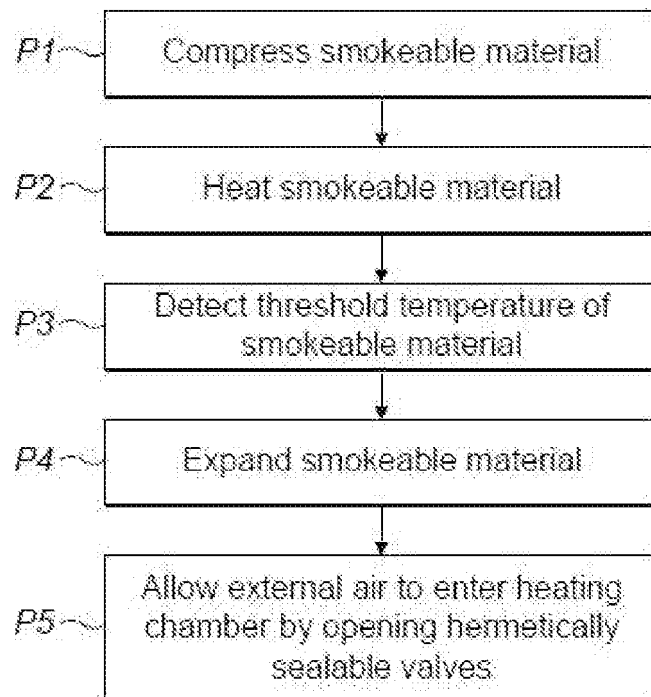 P1
Compress smokeable material
P2
Heat smokeable material
P3
Detect threshold temperature of
smokeable material
P4
Expand smokeable material
P5
Allow external air to enter heating
chamber by opening hermetically
sealable valves